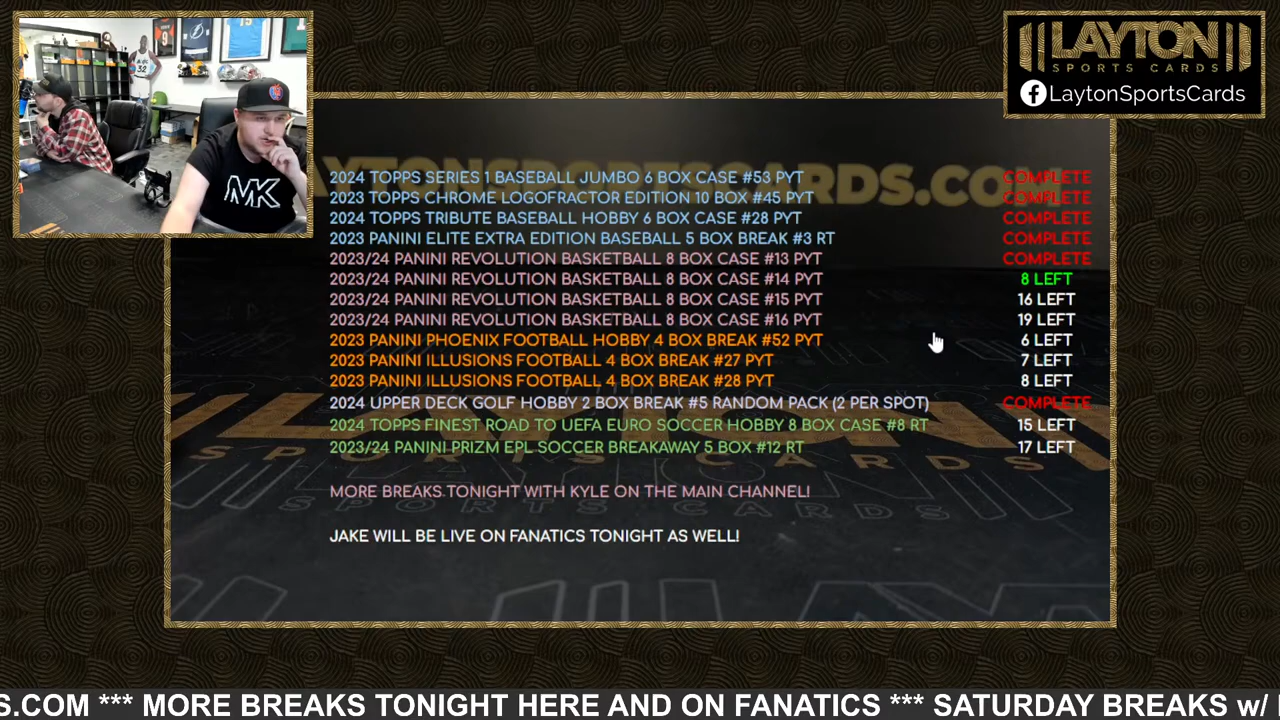 LAYTON
SPORTS CARDS
LaytonSportsCards
MK
LAYTONSPORTSCARDS.CO
2024 TOPPS SERIES 1 BASEBALL JUMBO 6 BOX CASE #53 PYT COMPLETE
2023 TOPPS CHROME LOGOFRACTOR EDITION 10 BOX #45 PYT COMPLETE
2024 TOPPS TRIBUTE BASEBALL HOBBY 6 BOX CASE #28 PYT COMPLETE
2023 PANINI ELITE EXTRA EDITION BASEBALL 5 BOX BREAK #3 RT COMPLETE
2023/24 PANINI REVOLUTION BASKETBALL 8 BOX CASE #13 PYT COMPLETE
2023/24 PANINI REVOLUTION BASKETBALL 8 BOX CASE #14 PYT 8 LEFT
2023/24 PANINI REVOLUTION BASKETBALL 8 BOX CASE #15 PYT 16 LEFT
2023/24 PANINI REVOLUTION BASKETBALL 8 BOX CASE #16 PYT 19 LEFT
2023 PANINI PHOENIX FOOTBALL HOBBY 4 BOX BREAK #52 PYT 6 LEFT
2023 PANINI ILLUSIONS FOOTBALL 4 BOX BREAK #27 PYT 7 LEFT
2023 PANINI ILLUSIONS FOOTBALL 4 BOX BREAK #28 PYT 8 LEFT
2024 UPPER DECK GOLF HOBBY 2 BOX BREAK #5 RANDOM PACK (2 PER SPOT) COMPLETE
2024 TOPPS FINEST ROAD TO UEFA EURO SOCCER HOBBY 8 BOX CASE #8 RT 15 LEFT
2023/24 PANINI PRIZM EPL SOCCER BREAKAWAY 5 BOX #12 RT 17 LEFT
MORE BREAKS TONIGHT WITH KYLE ON THE MAIN CHANNEL!
JAKE WILL BE LIVE ON FANATICS TONIGHT AS WELL!
S.COM *** MORE BREAKS TONIGHT HERE AND ON FANATICS *** SATURDAY BREAKS w/